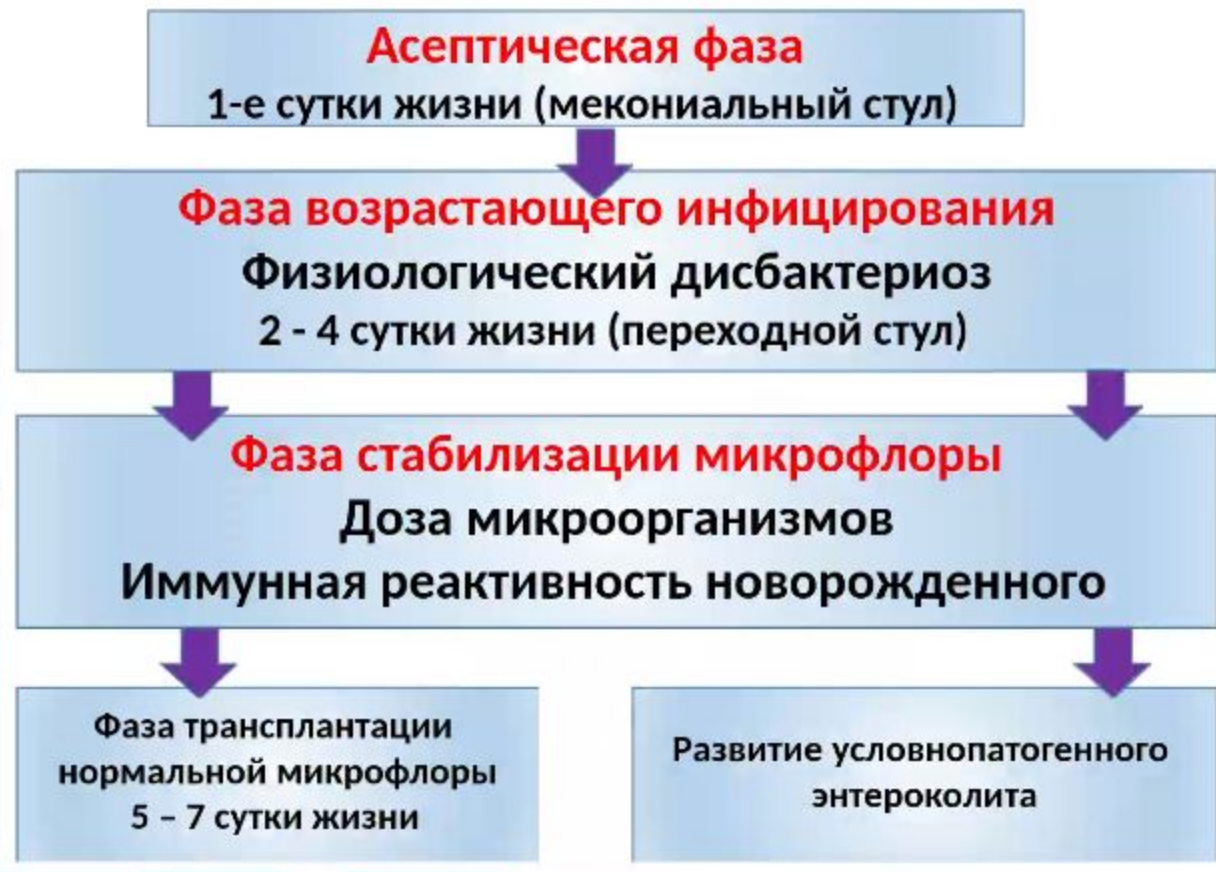 Асептическая фаза
1-е сутки жизни (мекониальный стул)
Фаза возрастающего инфицирования
Физиологический дисбактериоз
2 - 4 сутки жизни (переходной стул)
Фаза стабилизации микрофлоры
Доза микроорганизмов
Иммунная реактивность новорожденного
Фаза трансплантации
нормальной микрофлоры
5 – 7 сутки жизни
Развитие условнопатогенного
энтероколита